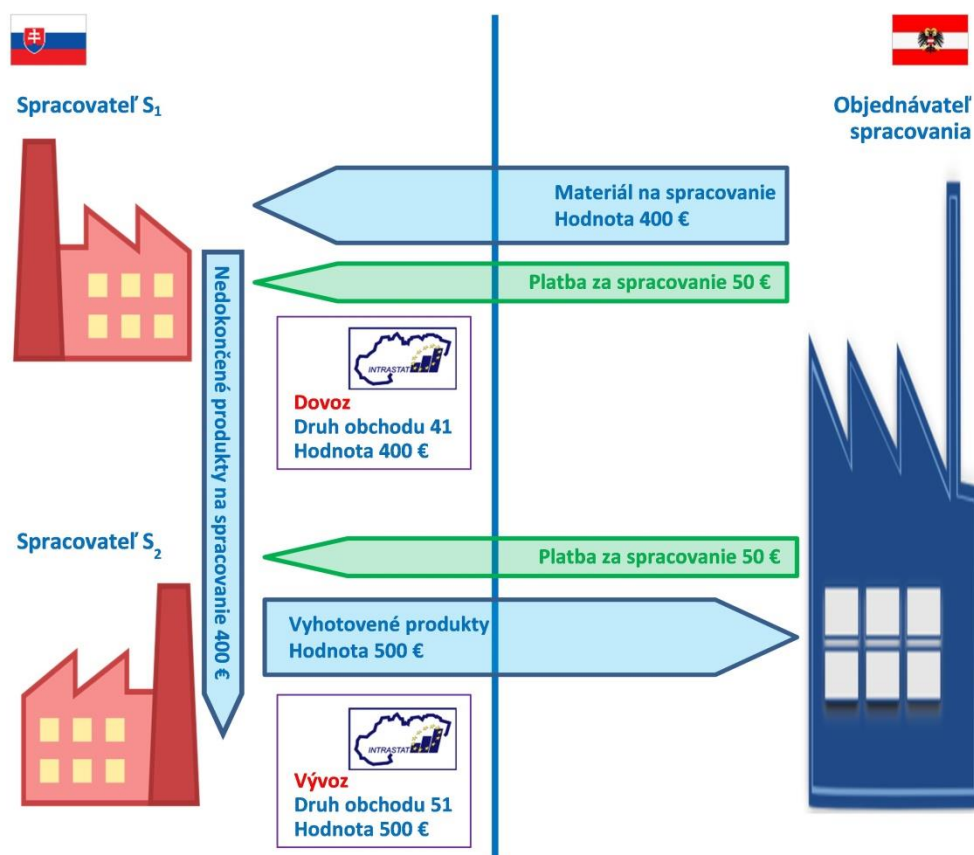 Spracovateľ S₁
Objednávateľ
spracovania
Materiál na spracovanie
Hodnota 400 €
Platba za spracovanie 50 €
Nedokončené produkty na spracovanie 400 €
INTRASTAT
Dovoz
Druh obchodu 41
Hodnota 400 €
Spracovateľ S₂
Platba za spracovanie 50 €
Vyhotovené produkty
Hodnota 500 €
INTRASTAT
Vývoz
Druh obchodu 51
Hodnota 500 €